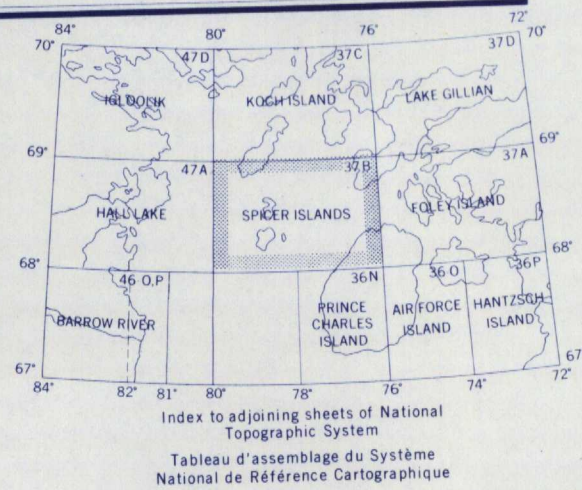 84° 80° 76° 72°
70° 47D 37C 37D 70°
IGLOOLIK KOCH ISLAND LAKE GILLIAN
69° 47A 37B 37A 69°
HALL LAKE SPICER ISLANDS FOLEY ISLAND
68° 46 O,P 36N 36 O 36P 68°
BARROW RIVER PRINCE CHARLES ISLAND AIR FORCE ISLAND HANTZSCH ISLAND
67° 67
84° 82° 81° 80° 78° 76° 74° 72°
Index to adjoining sheets of National
Topographic System
Tableau d'assemblage du Système
National de Référence Cartographique